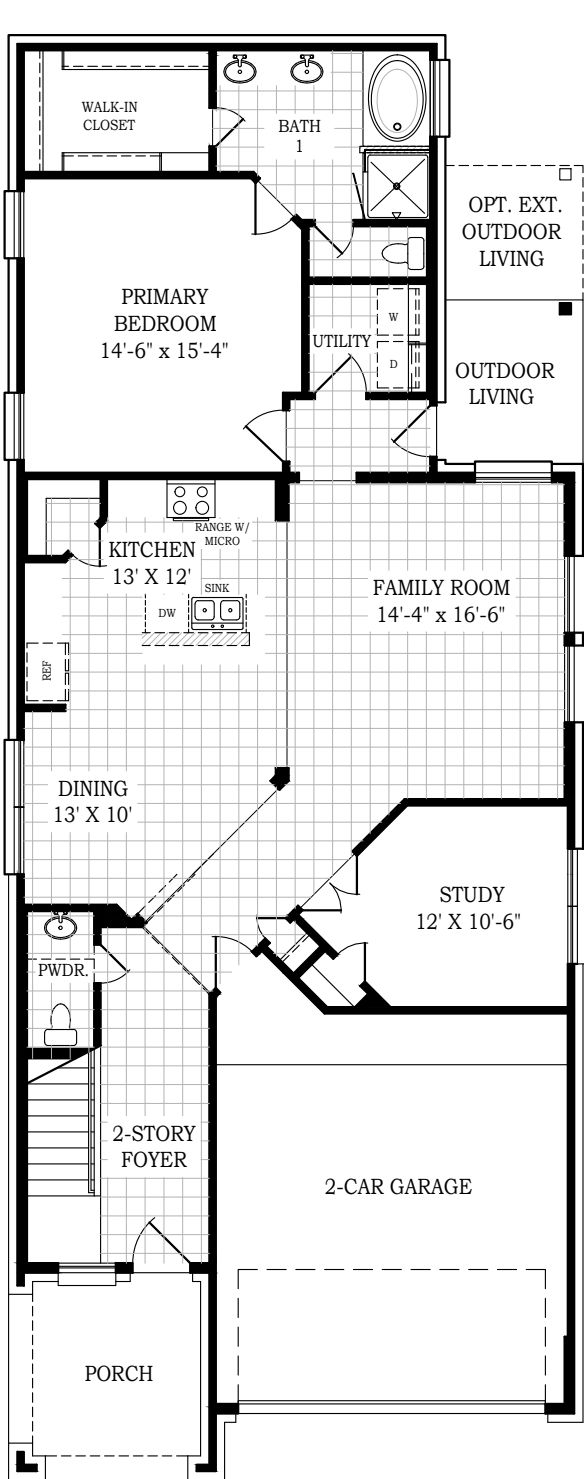 WALK-IN
CLOSET
BATH
1
OPT. EXT.
OUTDOOR
LIVING
PRIMARY
BEDROOM
14'-6" x 15'-4"
W
UTILITY
D
OUTDOOR
LIVING
RANGE W/
MICRO
KITCHEN
13' X 12'
SINK
DW
FAMILY ROOM
14'-4" x 16'-6"
REF
DINING
13' X 10'
STUDY
12' X 10'-6"
PWDR.
2-STORY
FOYER
2-CAR GARAGE
PORCH